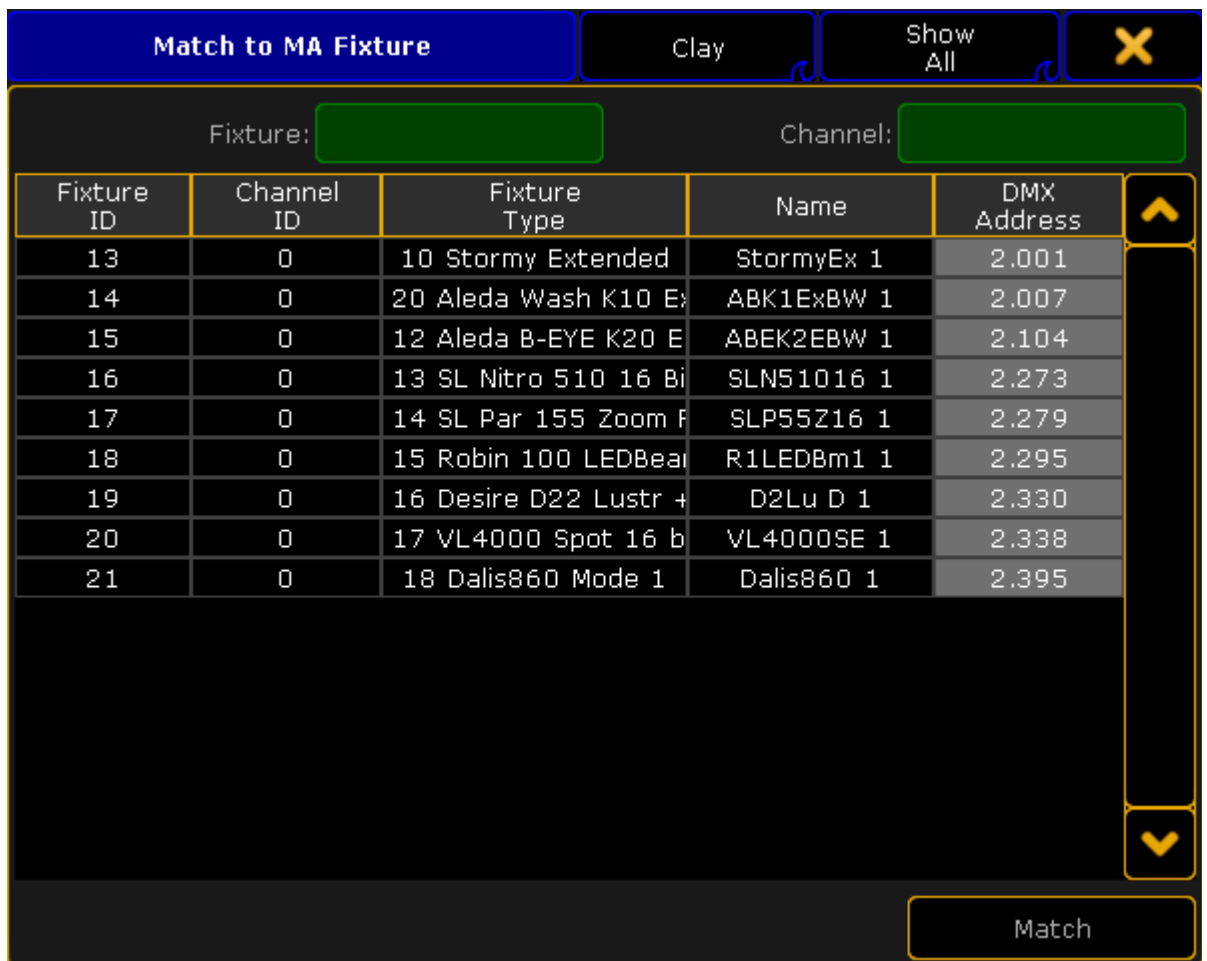 Match to MA Fixture
Clay
Show
All
Fixture:
Channel:
Fixture
ID
Channel
ID
Fixture
Type
Name
DMX
Address
13 0 10 Stormy Extended StormyEx 1 2.001
14 0 20 Aleda Wash K10 Ex ABK1ExBW 1 2.007
15 0 12 Aleda B-EYE K20 E ABEK2EBW 1 2.104
16 0 13 SL Nitro 510 16 Bi SLN51016 1 2.273
17 0 14 SL Par 155 Zoom SLP55Z16 1 2.279
18 0 15 Robin 100 LEDBea R1LEDBm1 1 2.295
19 0 16 Desire D22 Lustr + D2Lu D 1 2.330
20 0 17 VL4000 Spot 16 b VL4000SE 1 2.338
21 0 18 Dalis860 Mode 1 Dalis860 1 2.395
Match